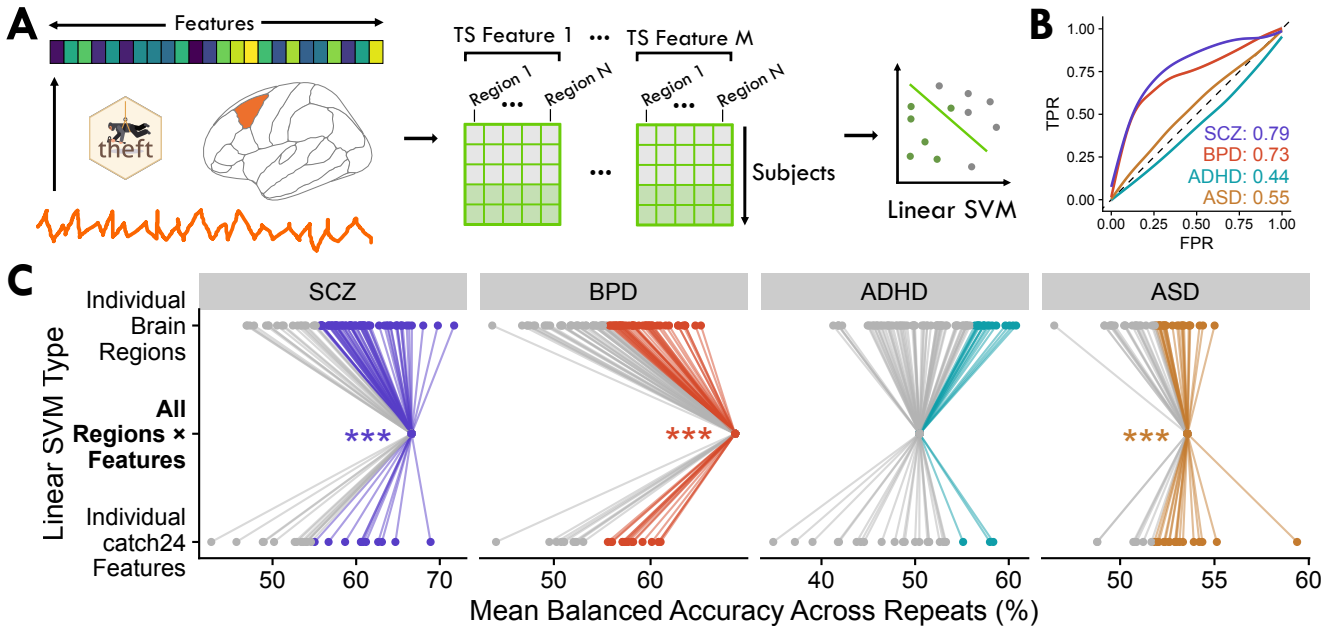 A
Features
theft
TS Feature 1 ... TS Feature M
Region 1 ... Region N
Region 1 ... Region N
...
Subjects
Linear SVM
B
TPR
1.00
0.75
0.50
0.25
0.00
SCZ: 0.79
BPD: 0.73
ADHD: 0.44
ASD: 0.55
0.00 0.25 0.50 0.75 1.00
FPR
C
SCZ BPD ADHD ASD
Linear SVM Type
Individual
Brain
Regions
All
Regions ×
Features
*** *** ***
Individual
catch24
Features
50 60 70 50 60 40 50 60 50 55 60
Mean Balanced Accuracy Across Repeats (%)